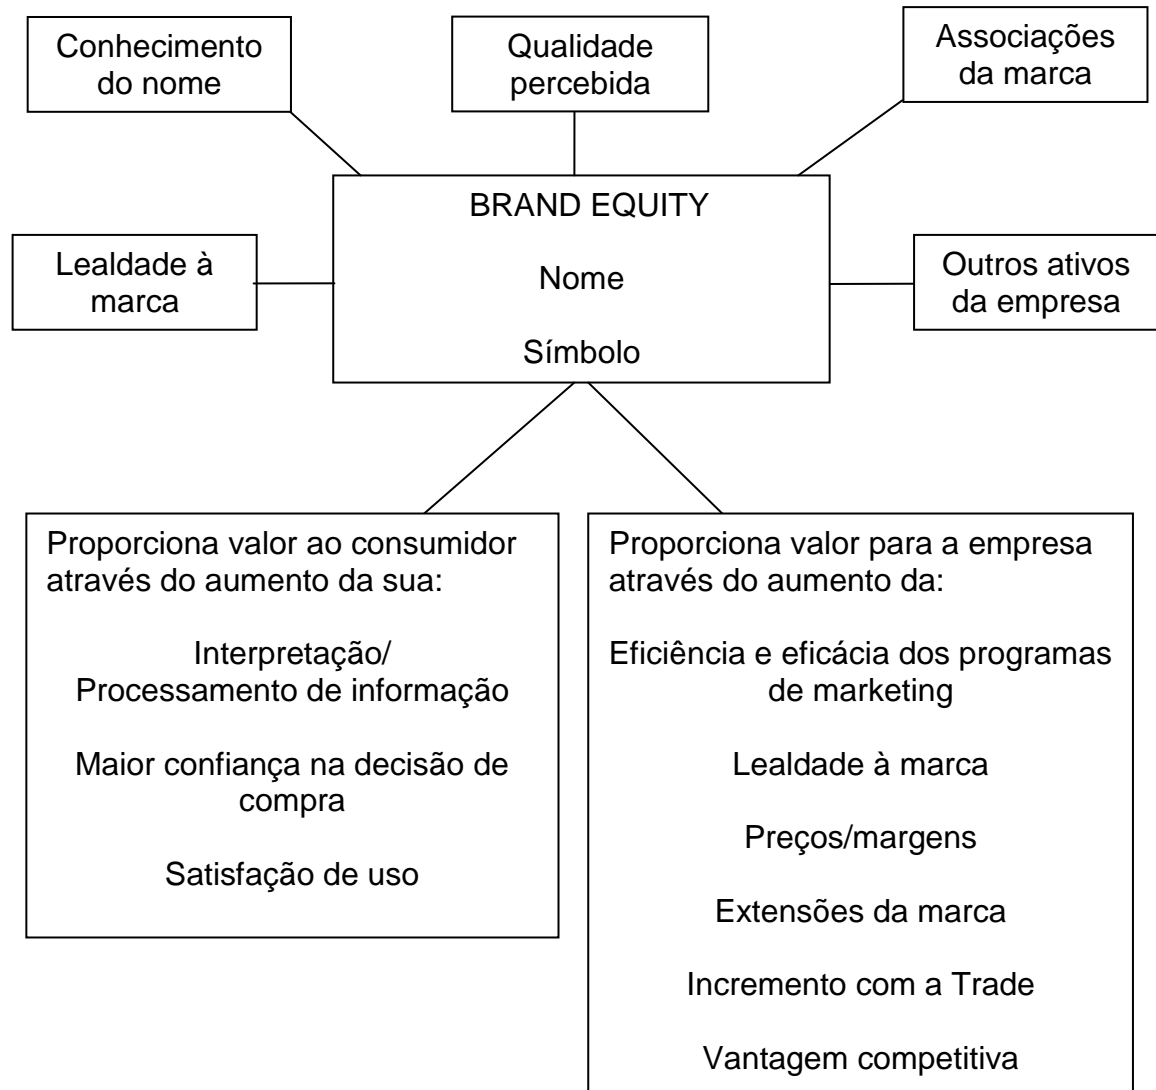 Conhecimento
do nome
Qualidade
percebida
Associações
da marca
BRAND EQUITY
Nome
Símbolo
Lealdade à
marca
Outros ativos
da empresa
Proporciona valor ao consumidor
através do aumento da sua:
Interpretação/
Processamento de informação
Maior confiança na decisão de
compra
Satisfação de uso
Proporciona valor para a empresa
através do aumento da:
Eficiência e eficácia dos programas
de marketing
Lealdade à marca
Preços/margens
Extensões da marca
Incremento com a Trade
Vantagem competitiva